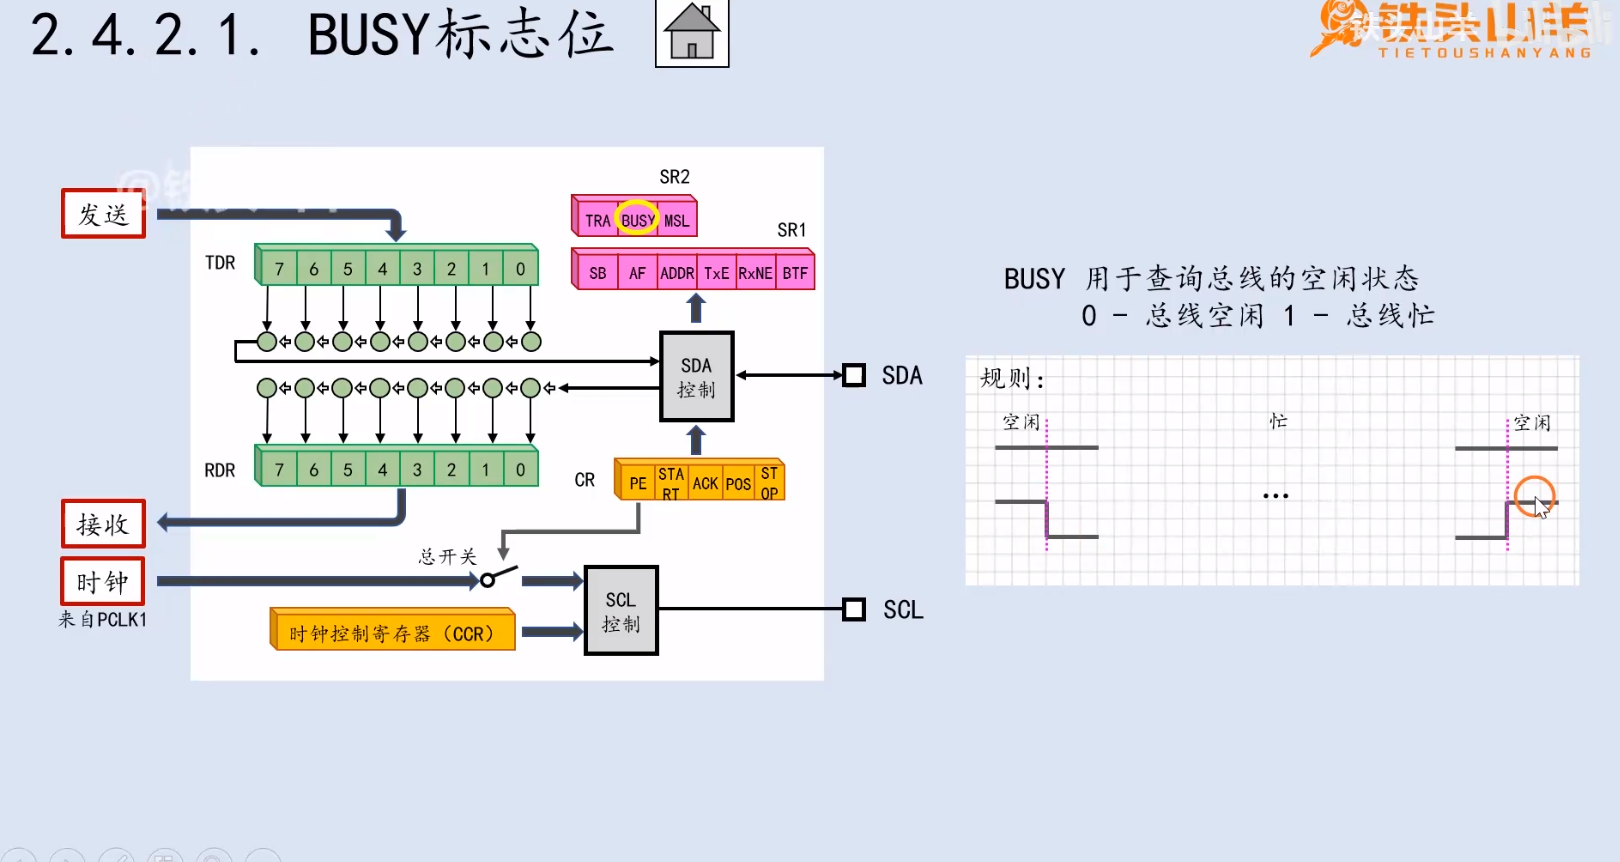 2.4.2.1. BUSY标志位
铁头山羊
TIETOUSHANYANG
SR2
TRA BUSY MSL
SR1
SB AF ADDR TxE RxNE BTF
发送
TDR
7 6 5 4 3 2 1 0
SDA
控制
SDA
RDR
7 6 5 4 3 2 1 0
CR
PE START ACK POS STOP
接收
总开关
时钟
来自PCLK1
时钟控制寄存器（CCR）
SCL
控制
SCL
BUSY 用于查询总线的空闲状态
0 - 总线空闲 1 - 总线忙
规则：
空闲 忙 空闲
...